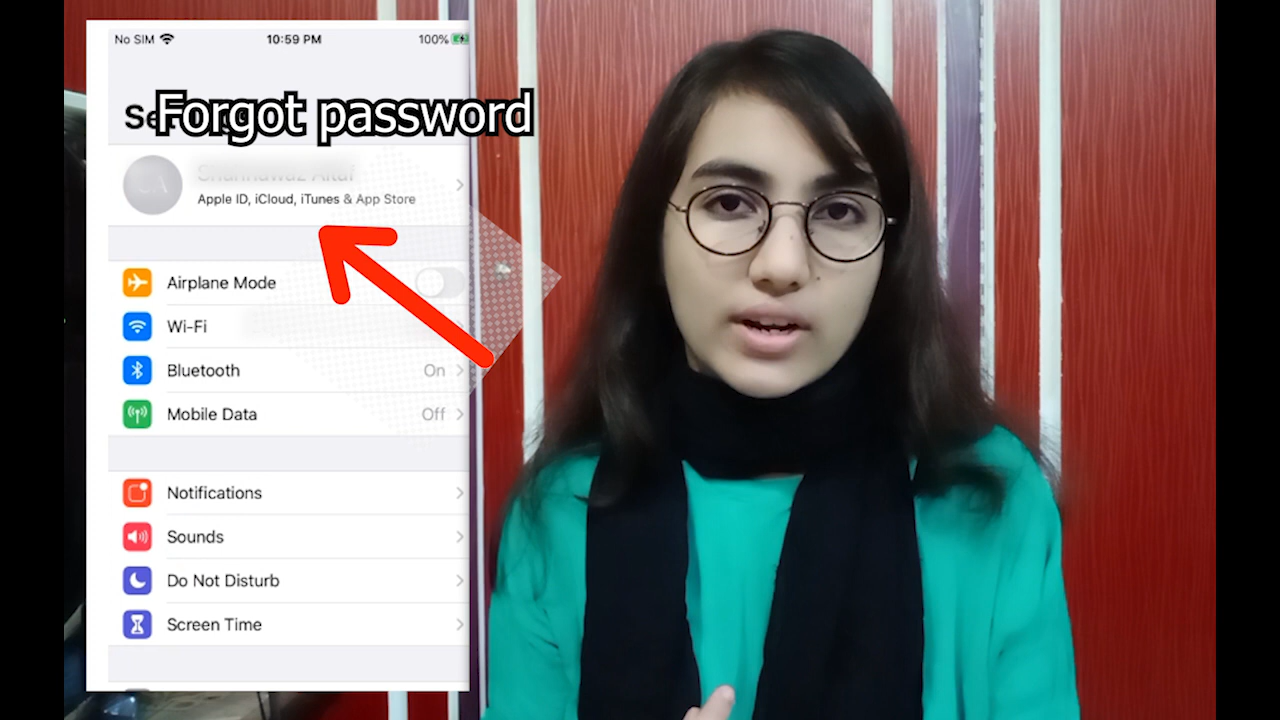 No SIM 10:59 PM 100%
Se
Forgot password
Apple ID, iCloud, iTunes & App Store
Airplane Mode
Wi-Fi
Bluetooth On
Mobile Data Off
Notifications
Sounds
Do Not Disturb
Screen Time